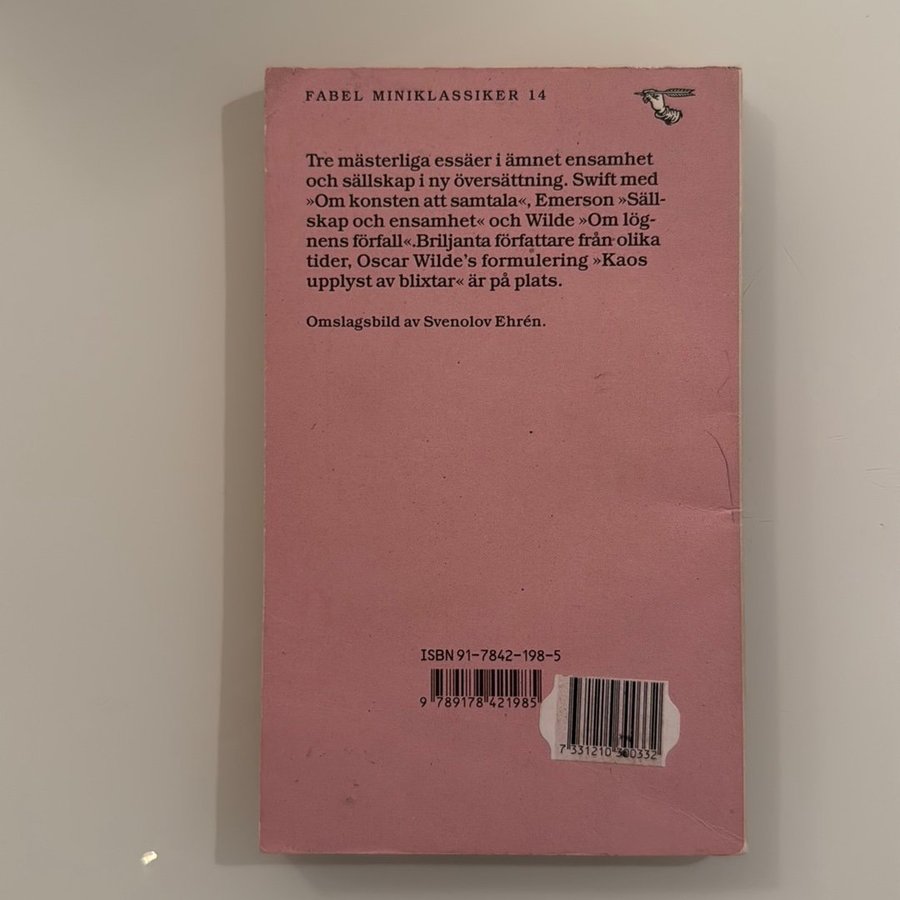 FABEL MINIKLASSIKER 14
Tre mästerliga essäer i ämnet ensamhet
och sällskap i ny översättning. Swift med
»Om konsten att samtala«, Emerson »Säll-
skap och ensamhet« och Wilde »Om lög-
nens förfall«.Briljanta författare från olika
tider, Oscar Wilde's formulering »Kaos
upplyst av blixtar« är på plats.
Omslagsbild av Svenolov Ehrén.
ISBN 91-7842-198-5
9 789178 421985
7 331210 300332